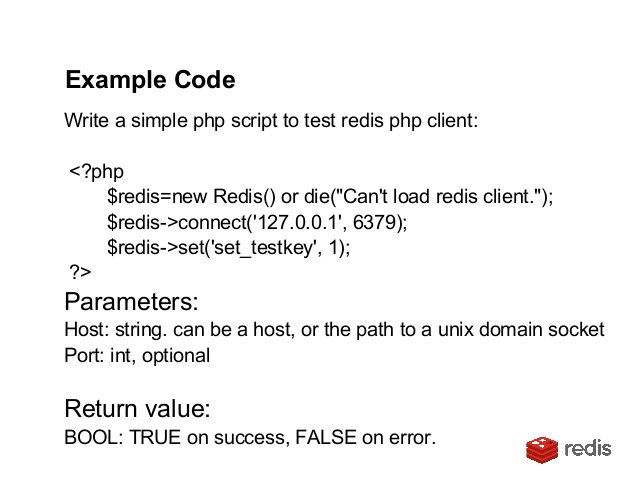 Example Code
Write a simple php script to test redis php client:
<?php
$redis=new Redis() or die("Can't load redis client.");
$redis->connect('127.0.0.1', 6379);
$redis->set('set_testkey', 1);
?>
Parameters:
Host: string. can be a host, or the path to a unix domain socket
Port: int, optional
Return value:
BOOL: TRUE on success, FALSE on error.
redis